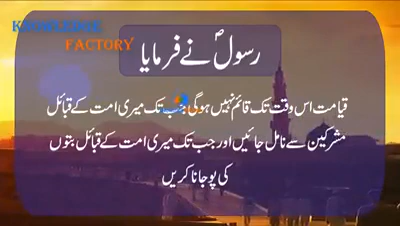 KNOWLEDGE
FACTORY
رسولؐ نے فرمایا
قیامت اس وقت تک قائم نہیں ہوگی جب تک میری امت کے قبائل
مشرکین سے نا مل جائیں اور جب تک میری امت کے قبائل بتوں
کی پوجا نا کریں